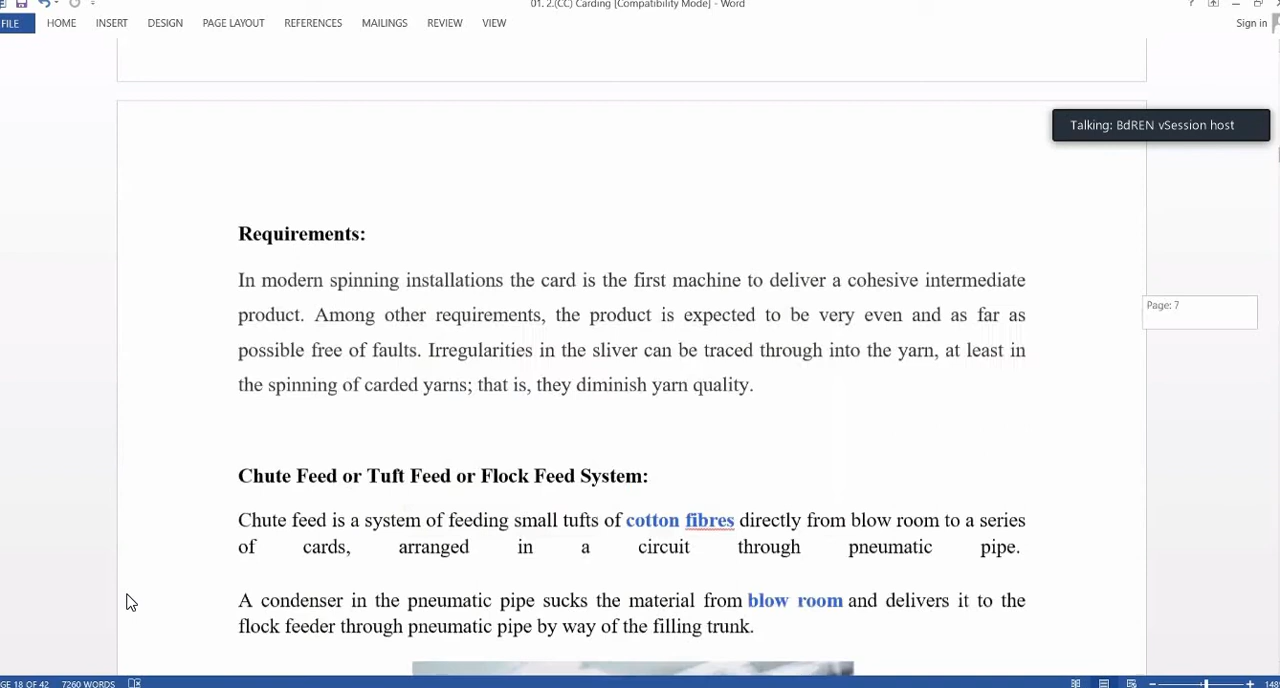 01. 2.(CC) Carding [Compatibility Mode] - Word
FILE HOME INSERT DESIGN PAGE LAYOUT REFERENCES MAILINGS REVIEW VIEW Sign in
Talking: BdREN vSession host
Requirements:
In modern spinning installations the card is the first machine to deliver a cohesive intermediate
product. Among other requirements, the product is expected to be very even and as far as
possible free of faults. Irregularities in the sliver can be traced through into the yarn, at least in
the spinning of carded yarns; that is, they diminish yarn quality.
Page: 7
Chute Feed or Tuft Feed or Flock Feed System:
Chute feed is a system of feeding small tufts of cotton fibres directly from blow room to a series
of cards, arranged in a circuit through pneumatic pipe.
A condenser in the pneumatic pipe sucks the material from blow room and delivers it to the
flock feeder through pneumatic pipe by way of the filling trunk.
GE 18 OF 42 7260 WORDS